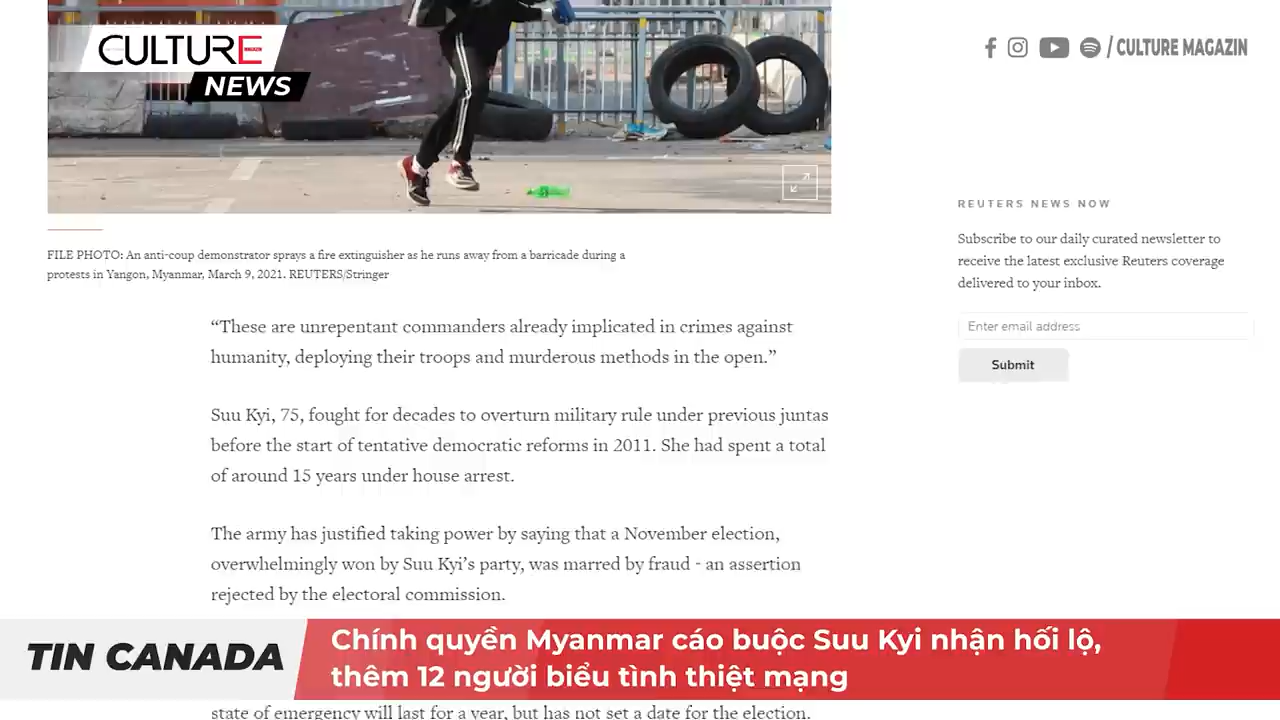 CULTURE
MAGAZIN
NEWS
/ CULTURE MAGAZIN
REUTERS NEWS NOW
Subscribe to our daily curated newsletter to
receive the latest exclusive Reuters coverage
delivered to your inbox.
Enter email address
Submit
FILE PHOTO: An anti-coup demonstrator sprays a fire extinguisher as he runs away from a barricade during a
protests in Yangon, Myanmar, March 9, 2021. REUTERS/Stringer
“These are unrepentant commanders already implicated in crimes against
humanity, deploying their troops and murderous methods in the open.”
Suu Kyi, 75, fought for decades to overturn military rule under previous juntas
before the start of tentative democratic reforms in 2011. She had spent a total
of around 15 years under house arrest.
The army has justified taking power by saying that a November election,
overwhelmingly won by Suu Kyi’s party, was marred by fraud - an assertion
rejected by the electoral commission.
TIN CANADA
Chính quyền Myanmar cáo buộc Suu Kyi nhận hối lộ,
thêm 12 người biểu tình thiệt mạng
state of emergency will last for a year, but has not set a date for the election.